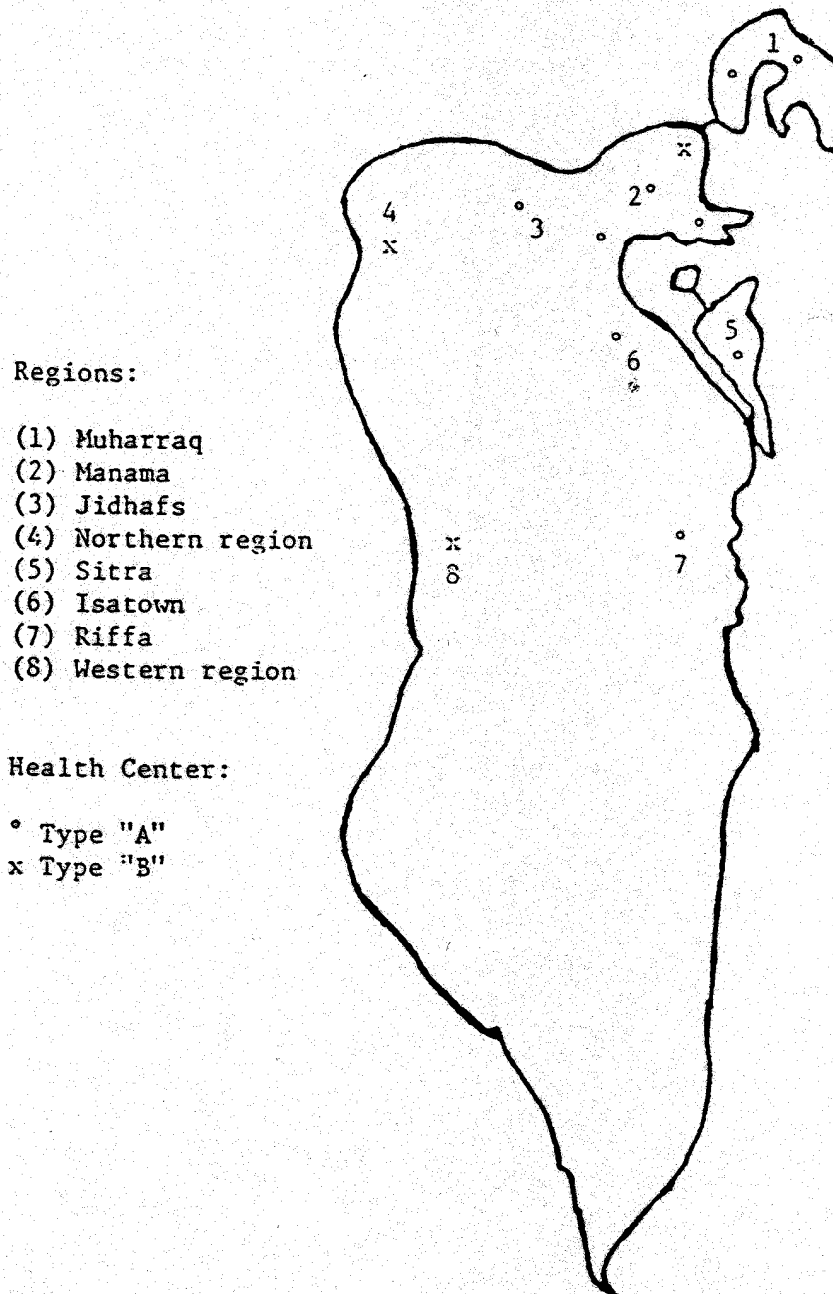 1
2
4
3
5
6
Regions:
(1) Muharraq
(2) Manama
(3) Jidhafs
(4) Northern region
(5) Sitra
(6) Isatown
(7) Riffa
(8) Western region
x
8
7
x
x
Health Center:
° Type "A"
x Type "B"